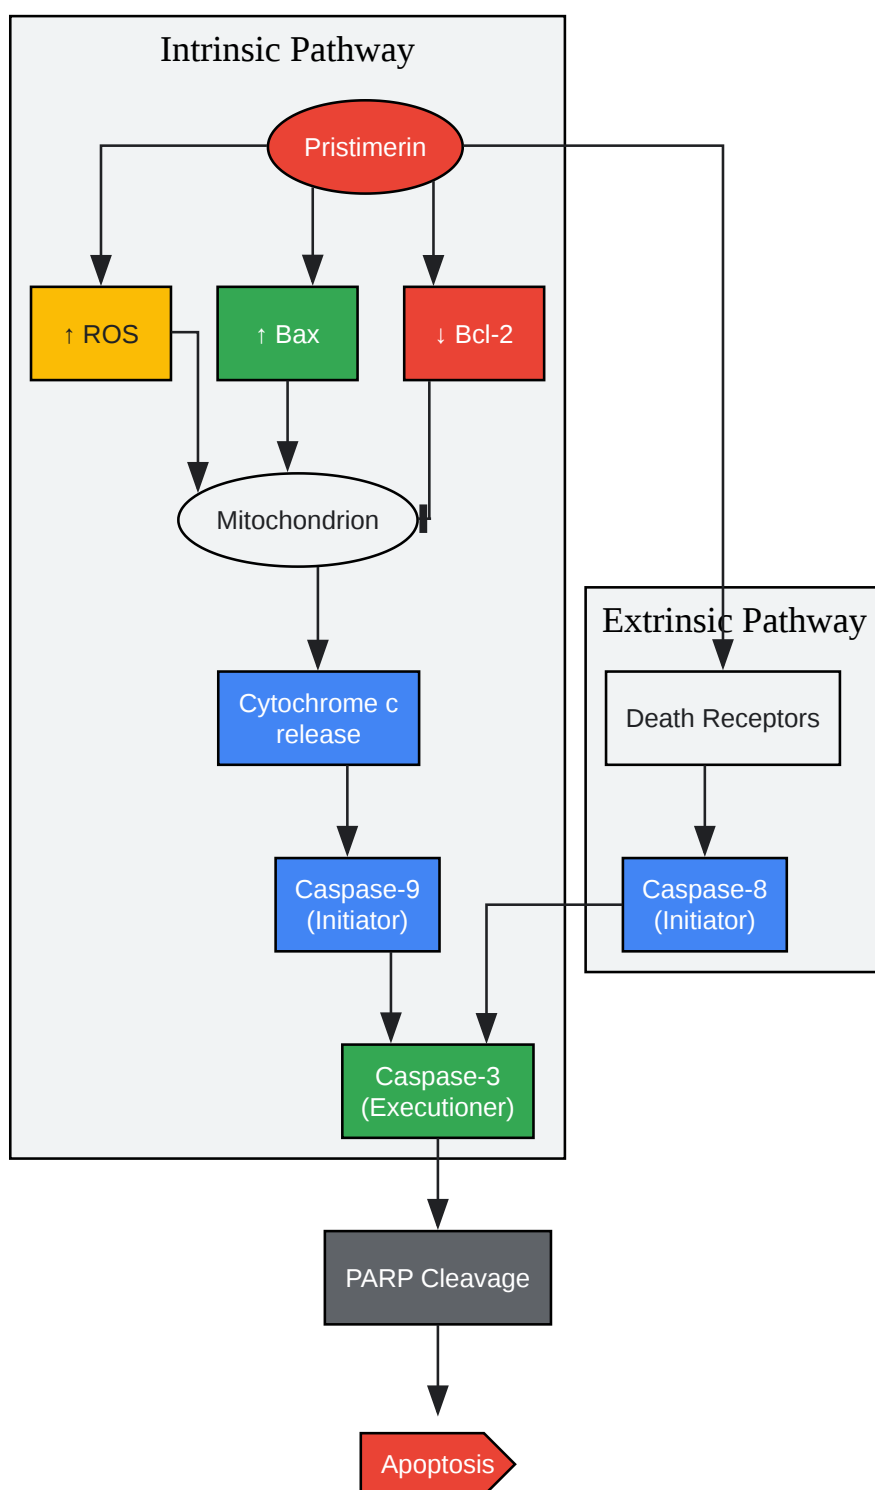 Intrinsic Pathway
Pristimerin
↑ ROS
↑ Bax
↓ Bcl-2
Mitochondrion
Extrinsic Pathway
Cytochrome c
release
Death Receptors
Caspase-9
(Initiator)
Caspase-8
(Initiator)
Caspase-3
(Executioner)
PARP Cleavage
Apoptosis